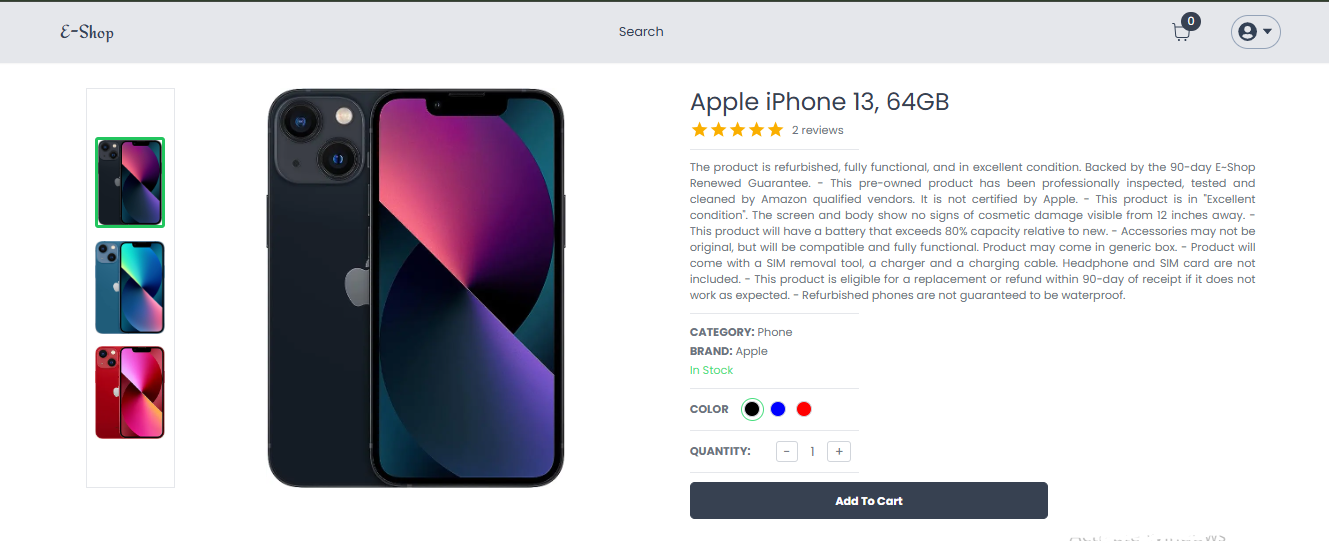 E-Shop
Search
0
Apple iPhone 13, 64GB
2 reviews
The product is refurbished, fully functional, and in excellent condition. Backed by the 90-day E-Shop
Renewed Guarantee. - This pre-owned product has been professionally inspected, tested and
cleaned by Amazon qualified vendors. It is not certified by Apple. - This product is in "Excellent
condition". The screen and body show no signs of cosmetic damage visible from 12 inches away. -
This product will have a battery that exceeds 80% capacity relative to new. - Accessories may not be
original, but will be compatible and fully functional. Product may come in generic box. - Product will
come with a SIM removal tool, a charger and a charging cable. Headphone and SIM card are not
included. - This product is eligible for a replacement or refund within 90-day of receipt if it does not
work as expected. - Refurbished phones are not guaranteed to be waterproof.
CATEGORY: Phone
BRAND: Apple
In Stock
COLOR
QUANTITY: - 1 +
Add To Cart